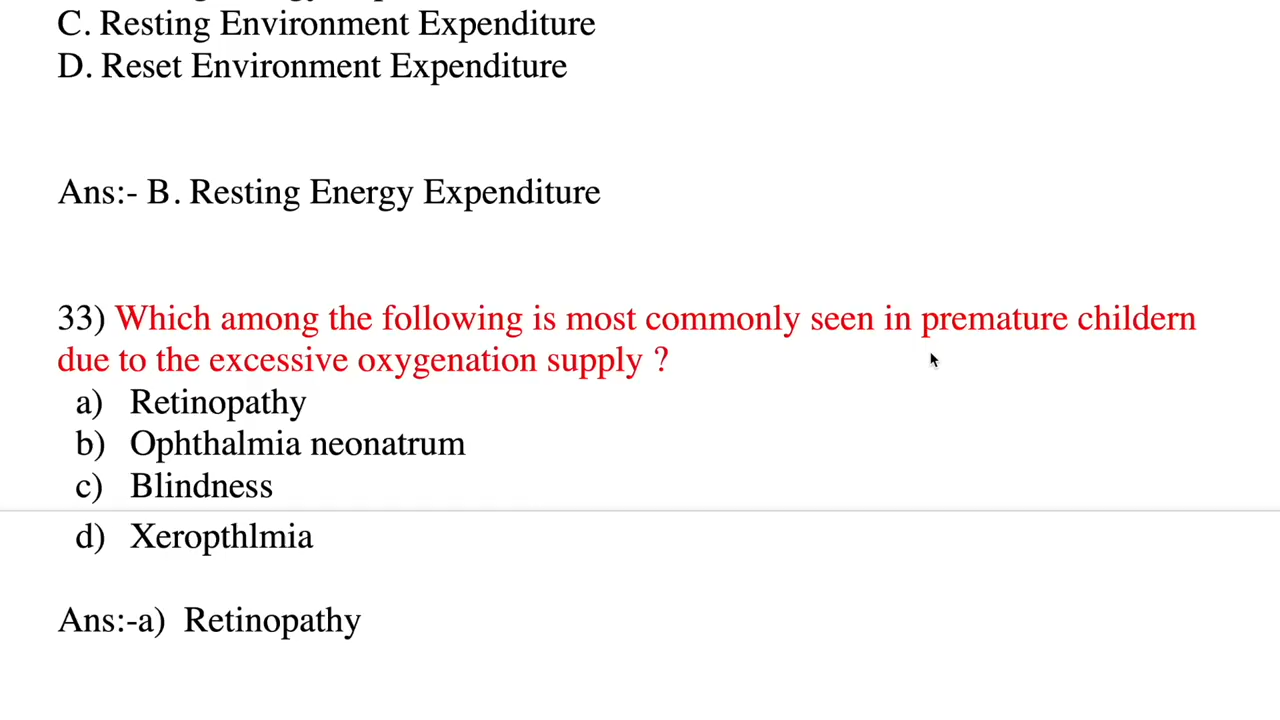 C. Resting Environment Expenditure
D. Reset Environment Expenditure
Ans:- B. Resting Energy Expenditure
33) Which among the following is most commonly seen in premature childern
due to the excessive oxygenation supply ?
a) Retinopathy
b) Ophthalmia neonatrum
c) Blindness
d) Xeropthlmia
Ans:-a) Retinopathy